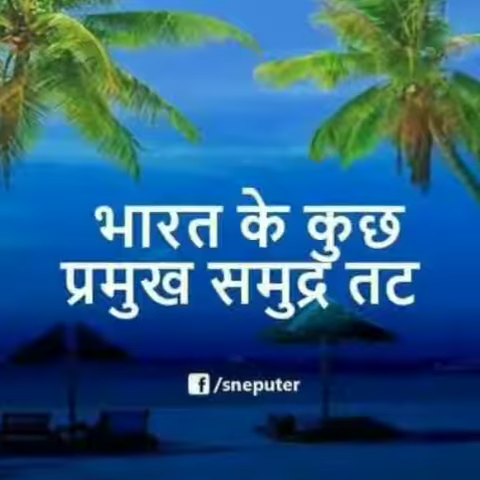 भारत के कुछ
प्रमुख समुद्र तट
f /sneputer